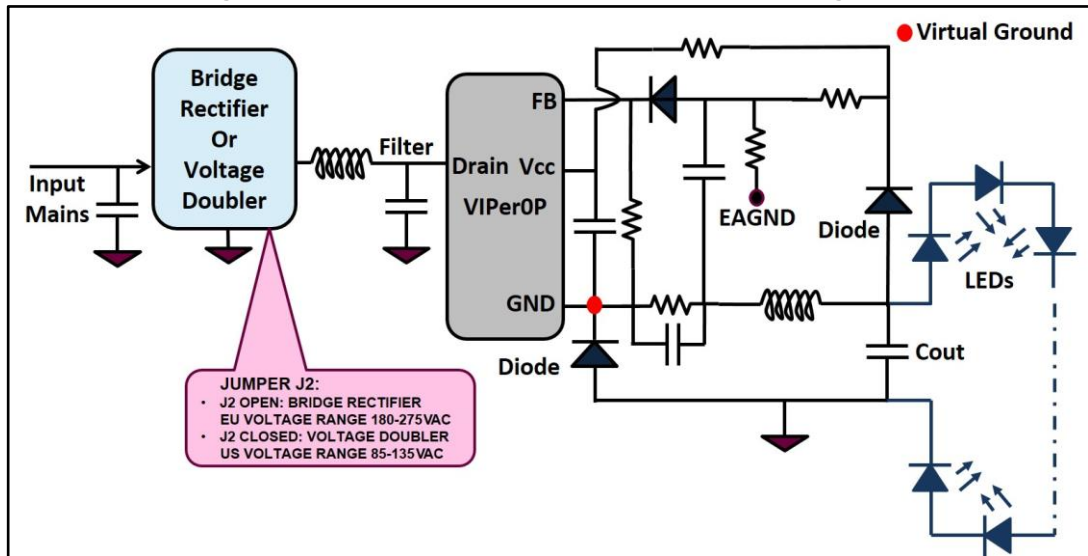 Virtual Ground
Bridge
Rectifier
Or
Voltage
Doubler
Input
Mains
Filter
FB
Drain Vcc
VIPer0P
GND
EAGND
Diode
LEDs
Diode
Cout
JUMPER J2:
• J2 OPEN: BRIDGE RECTIFIER
EU VOLTAGE RANGE 180-275VAC
• J2 CLOSED: VOLTAGE DOUBLER
US VOLTAGE RANGE 85-135VAC